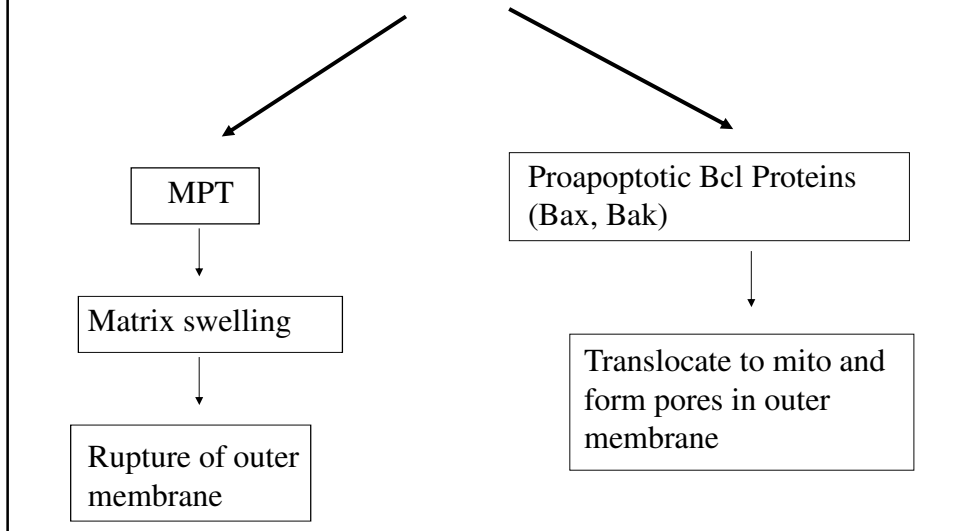 MPT
Matrix swelling
Rupture of outer
membrane
Proapoptotic Bcl Proteins
(Bax, Bak)
Translocate to mito and
form pores in outer
membrane